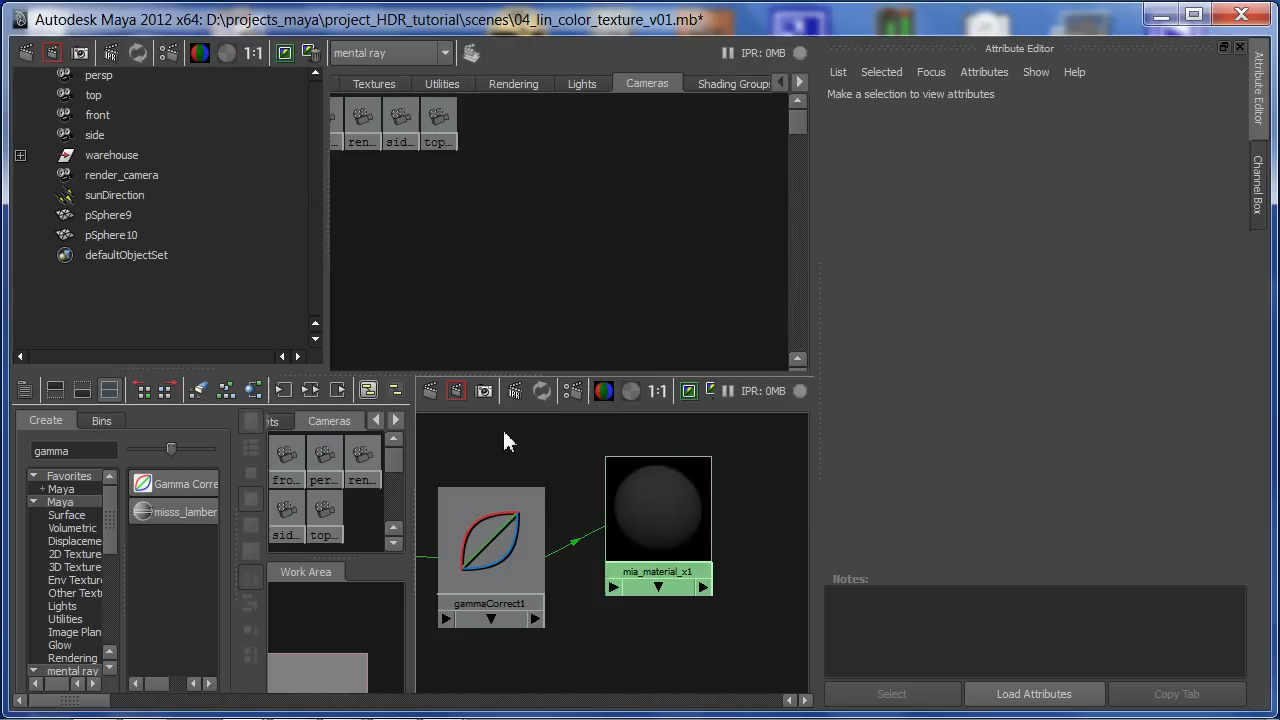 Autodesk Maya 2012 x64: D:\projects_maya\project_HDR_tutorial\scenes\04_lin_color_texture_v01.mb*
1:1
mental ray
IPR: 0MB
Attribute Editor
List Selected Focus Attributes Show Help
Make a selection to view attributes
Attribute Editor
Channel Box
persp
top
front
side
warehouse
render_camera
sunDirection
pSphere9
pSphere10
defaultObjectSet
Textures Utilities Rendering Lights Cameras Shading Groups
ren... sid... top...
1:1
IPR: 0MB
Create Bins
gamma
Favorites
+ Maya
Maya
Surface
Volumetric
Displaceme
2D Texture
3D Texture
Env Texture
Other Text
Lights
Utilities
Image Plan
Glow
Rendering
mental ray
Gamma Corre
misss_lamber
ts Cameras
fro... per... ren...
sid... top...
Work Area
gammaCorrect1
mia_material_x1
Notes:
Select Load Attributes Copy Tab